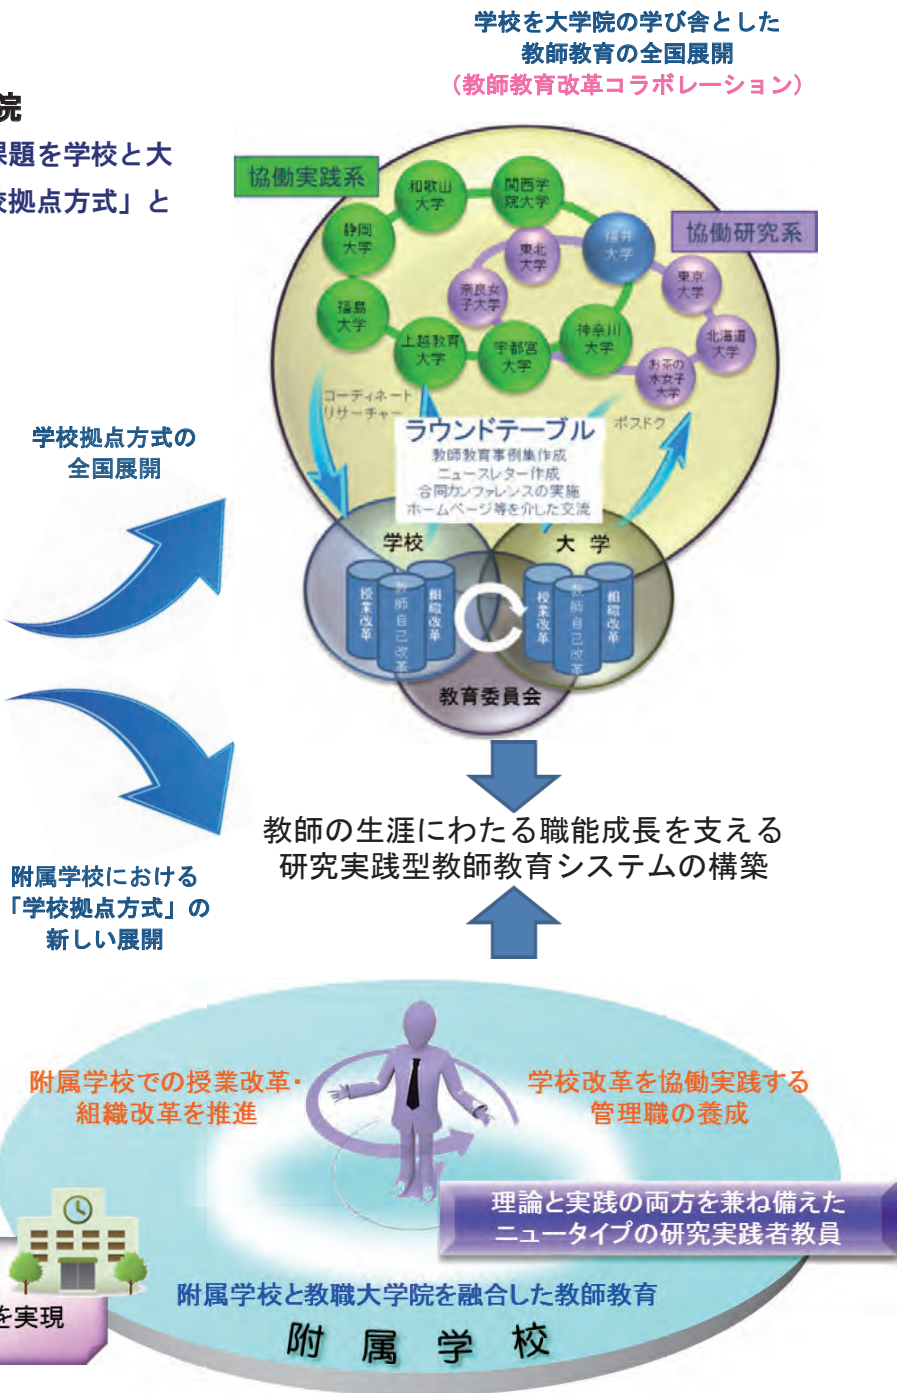 学校を大学院の学び舎とした
教師教育の全国展開
（教師教育改革コラボレーション）
院
課題を学校と大
校拠点方式」と
協働実践系
和歌山
大学
関西学
院大学
静岡
大学
東北
大学
福井
大学
協働研究系
奈良女
子大学
東京
大学
福島
大学
上越教育
大学
宇都宮
大学
神奈川
大学
北海道
大学
お茶の
水女子
大学
コーディネート
リサーチャー
ポスドク
ラウンドテーブル
教師教育事例集作成
ニュースレター作成
合同カンファレンスの実施
ホームページ等を介した交流
学校拠点方式の
全国展開
学校
大 学
授業改革
教師自己改革
組織改革
授業改革
教師自己改革
組織改革
教育委員会
教師の生涯にわたる職能成長を支える
研究実践型教師教育システムの構築
附属学校における
「学校拠点方式」の
新しい展開
附属学校での授業改革・
組織改革を推進
学校改革を協働実践する
管理職の養成
理論と実践の両方を兼ね備えた
ニュータイプの研究実践者教員
附属学校と教職大学院を融合した教師教育
を実現
附 属 学 校